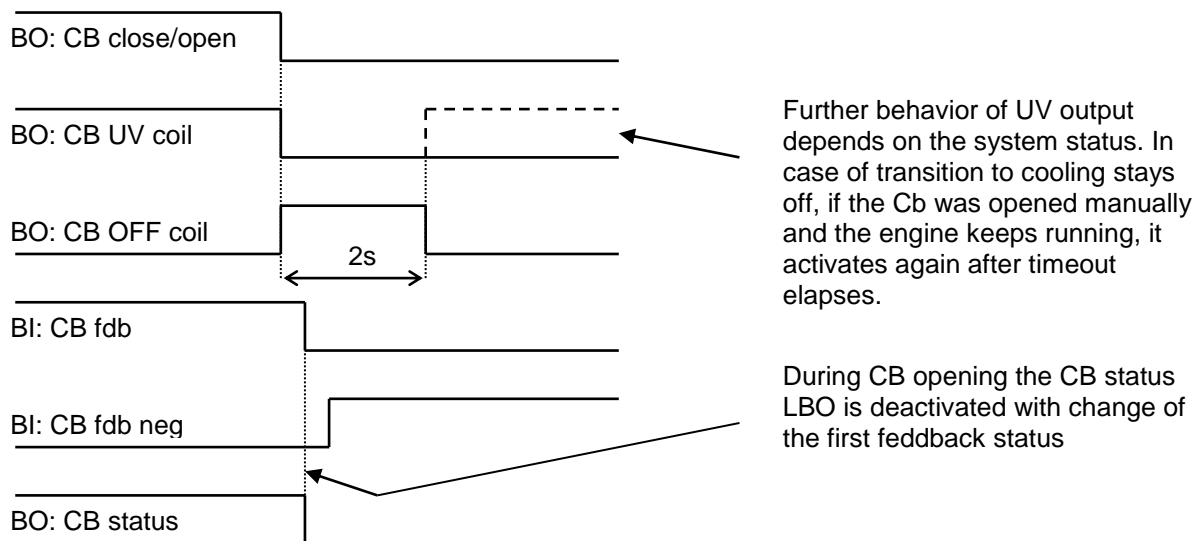 BO: CB close/open
BO: CB UV coil
BO: CB OFF coil
2s
BI: CB fdb
BI: CB fdb neg
BO: CB status
Further behavior of UV output
depends on the system status. In
case of transition to cooling stays
off, if the Cb was opened manually
and the engine keeps running, it
activates again after timeout
elapses.
During CB opening the CB status
LBO is deactivated with change of
the first feddback status